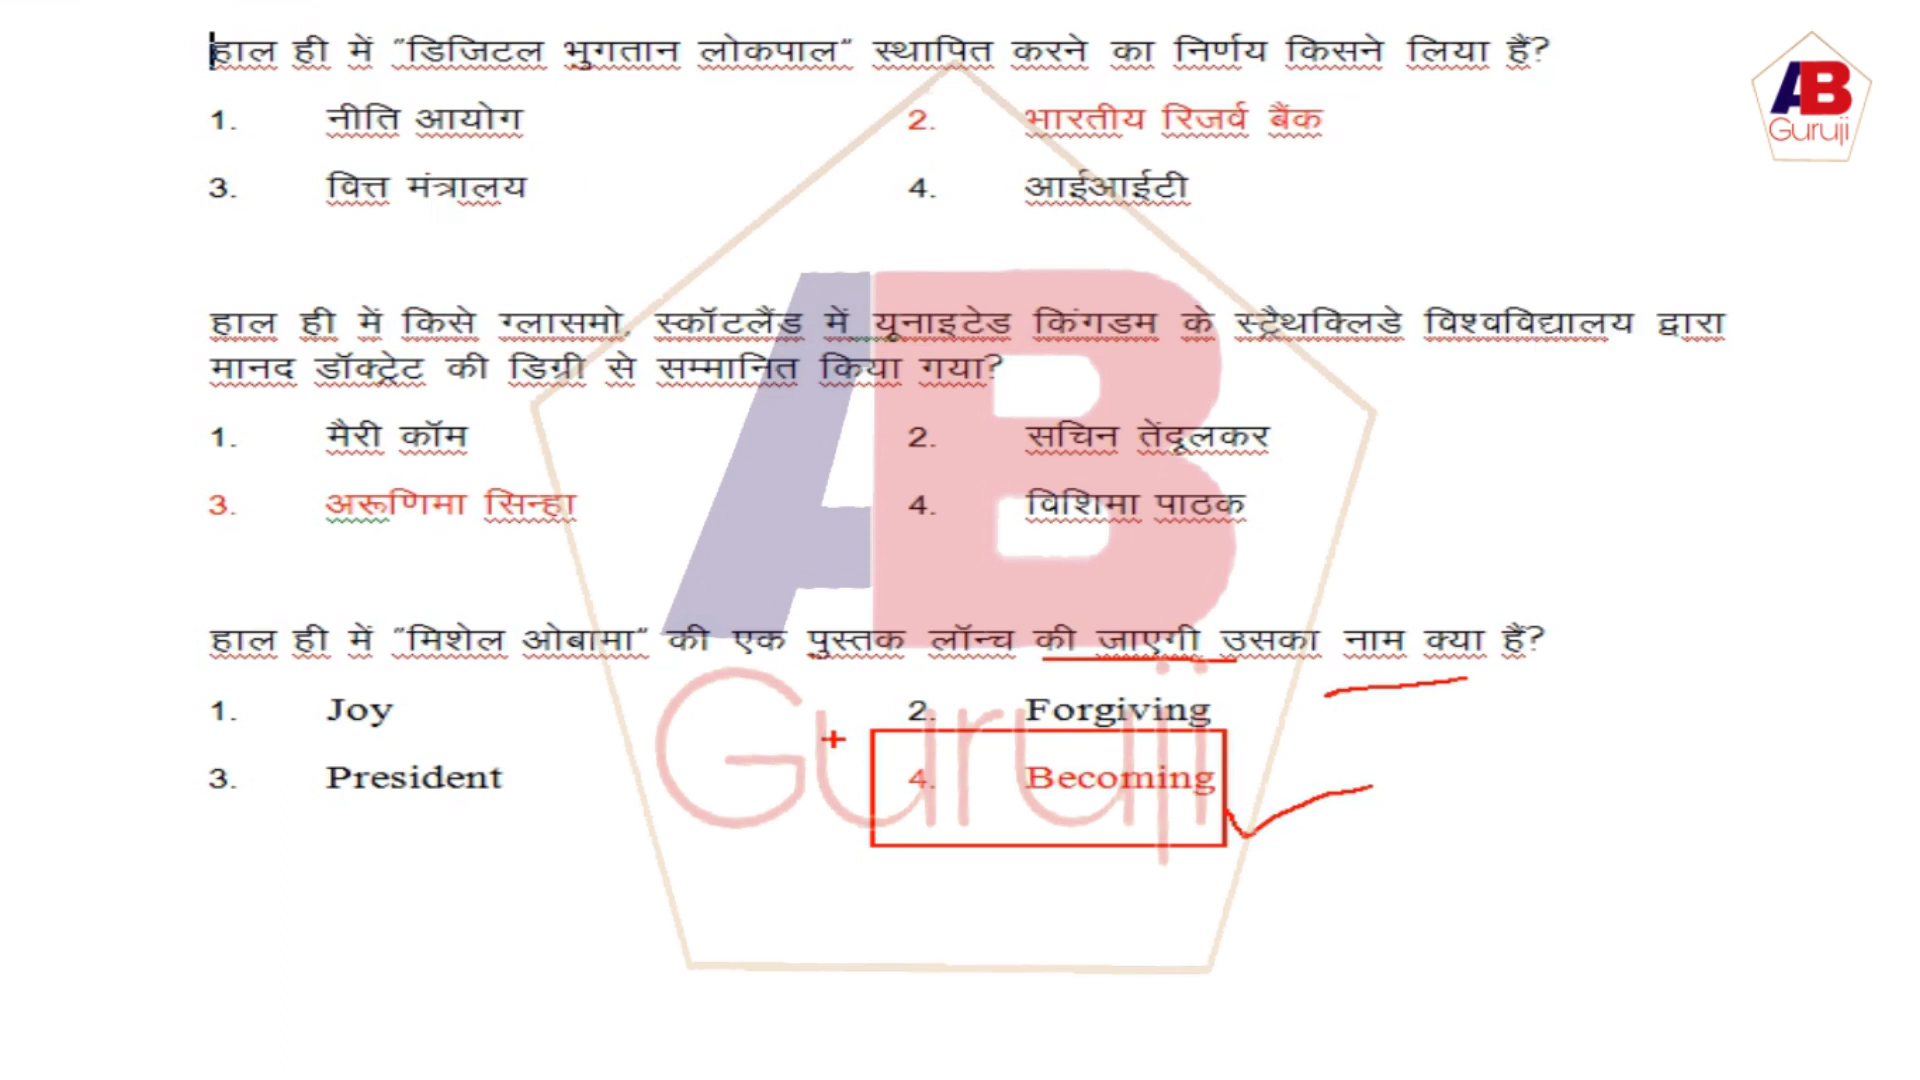 हाल ही में "डिजिटल भुगतान लोकपाल" स्थापित करने का निर्णय किसने लिया हैं?
1. नीति आयोग 2. भारतीय रिजर्व बैंक
3. वित्त मंत्रालय 4. आईआईटी
हाल ही में किसे ग्लासमो, स्कॉटलैंड में यूनाइटेड किंगडम के स्ट्रैथक्लिडे विश्वविद्यालय द्वारा
मानद डॉक्ट्रेट की डिग्री से सम्मानित किया गया?
1. मैरी कॉम 2. सचिन तेंदूलकर
3. अरूणिमा सिन्हा 4. विशिमा पाठक
हाल ही में "मिशेल ओबामा" की एक पुस्तक लॉन्च की जाएगी उसका नाम क्या हैं?
1. Joy 2. Forgiving
3. President 4. Becoming
AB
Guruji
AB
Guruji